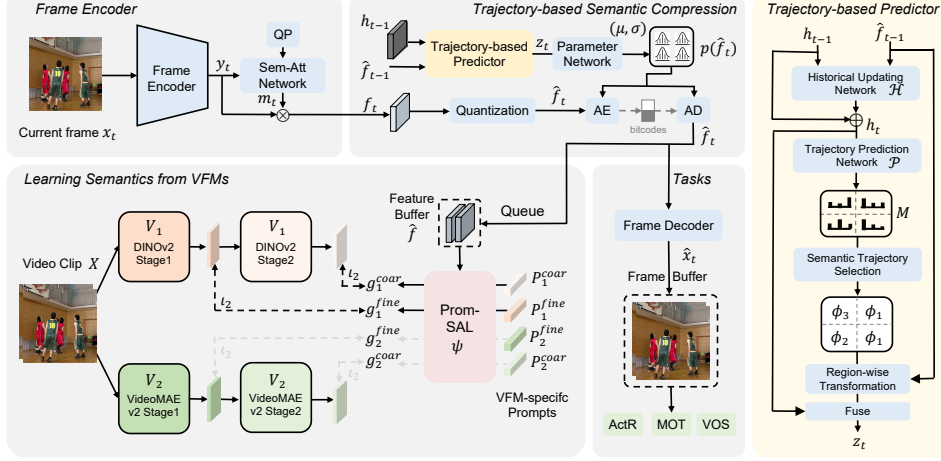 Frame Encoder
QP
Frame
Encoder
y_t
Sem-Att
Network
m_t
Current frame x_t
f_t
Trajectory-based Semantic Compression
h_{t-1}
f̂_{t-1}
Trajectory-based
Predictor
z_t
Parameter
Network
(μ, σ)
p(f̂_t)
Quantization
f̂_t
AE
bitcodes
AD
f̂_t
Learning Semantics from VFMs
Video Clip X
V_1
DINOv2
Stage1
V_1
DINOv2
Stage2
V_2
VideoMAE
v2 Stage1
V_2
VideoMAE
v2 Stage2
ι_2
ι_2
ι_2
ι_2
g_1^{coar}
g_1^{fine}
g_2^{fine}
g_2^{coar}
Feature
Buffer
f̂
Queue
Prom-
SAL
ψ
P_1^{coar}
P_1^{fine}
P_2^{fine}
P_2^{coar}
VFM-specifc
Prompts
Tasks
Frame Decoder
x̂_t
Frame Buffer
ActR
MOT
VOS
Trajectory-based Predictor
h_{t-1}
f̂_{t-1}
Historical Updating
Network ℋ
h_t
Trajectory Prediction
Network 𝒫
M
Semantic Trajectory
Selection
ϕ_3 ϕ_1
ϕ_2 ϕ_1
Region-wise
Transformation
Fuse
z_t